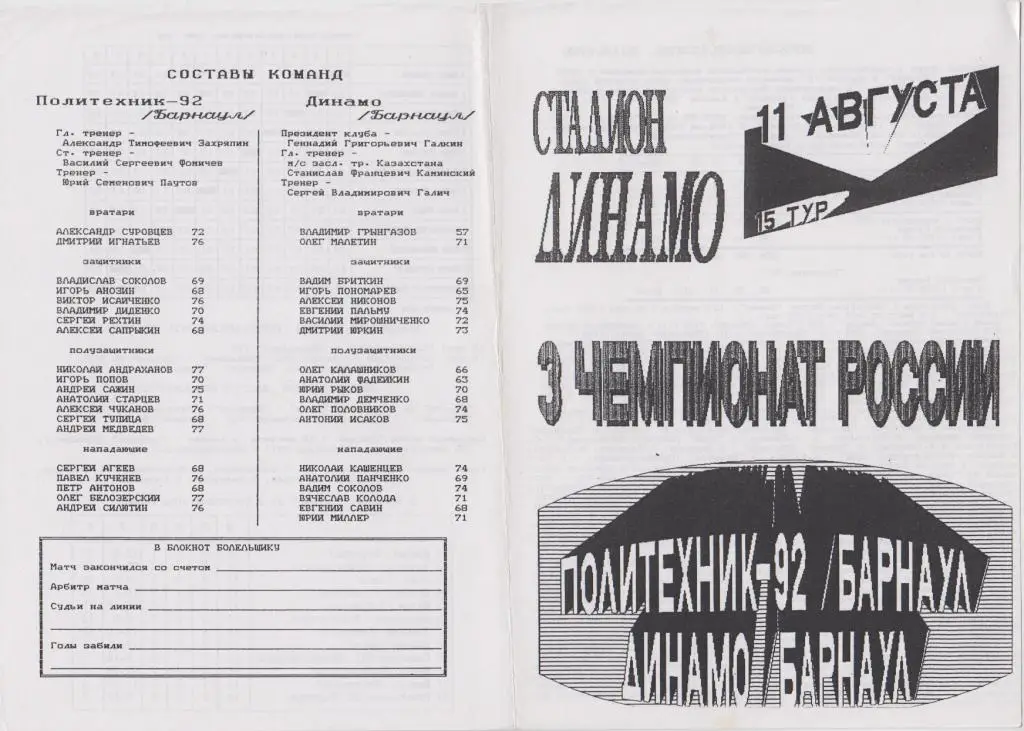 СОСТАВЫ КОМАНД
Политехник-92
/Барнаул/
Гл. тренер -
Александр Тимофеевич Захряпин
Ст. тренер -
Василий Сергеевич Фомичев
Тренер -
Юрий Семенович Паутов
вратари
АЛЕКСАНДР СУРОВЦЕВ 72
ДМИТРИЙ ИГНАТЬЕВ 76
защитники
ВЛАДИСЛАВ СОКОЛОВ 69
ИГОРЬ АНОЗИН 68
ВИКТОР ИСАЙЧЕНКО 76
ВЛАДИМИР ДИДЕНКО 70
СЕРГЕЙ РЕХТИН 74
АЛЕКСЕЙ САПРЫКИН 68
полузащитники
НИКОЛАЙ АНДРАХАНОВ 77
ИГОРЬ ПОПОВ 70
АНДРЕЙ САЖИН 75
АНАТОЛИЙ СТАРЦЕВ 71
АЛЕКСЕЙ ЧУКАНОВ 76
СЕРГЕЙ ТУПИЦА 68
АНДРЕЙ МЕДВЕДЕВ 77
нападающие
СЕРГЕЙ АГЕЕВ 68
ПАВЕЛ КУЧЕНЕВ 76
ПЕТР АНТОНОВ 68
ОЛЕГ БЕЛОЗЕРСКИЙ 77
АНДРЕЙ СИЛЮТИН 76
Динамо
/Барнаул/
Президент клуба -
Геннадий Григорьевич Галкин
Гл. тренер -
м/с засл. тр. Казахстана
Станислав Францевич Каминский
Тренер -
Сергей Владимирович Галич
вратари
ВЛАДИМИР ГРЫНГАЗОВ 57
ОЛЕГ МАЛЕТИН 71
защитники
ВАДИМ БРИТКИН 69
ИГОРЬ ПОНОМАРЕВ 65
АЛЕКСЕЙ НИКОНОВ 75
ЕВГЕНИЙ ПАЛЬМУ 74
ВАСИЛИЙ МИРОШНИЧЕНКО 72
ДМИТРИЙ ЮРКИН 73
полузащитники
ОЛЕГ КАЛАШНИКОВ 66
АНАТОЛИЙ ФАДЕЙКИН 63
ЮРИЙ РЫКОВ 70
ВЛАДИМИР ДЕМЧЕНКО 68
ОЛЕГ ПОЛОВНИКОВ 74
АНТОНИЙ ИСАКОВ 75
нападающие
НИКОЛАЙ КАШЕНЦЕВ 74
АНАТОЛИЙ ПАНЧЕНКО 69
ВАДИМ СОКОЛОВ 74
ВЯЧЕСЛАВ КОЛОДА 71
ЕВГЕНИЙ САВИН 68
ЮРИЙ МИЛЛЕР 71
В БЛОКНОТ БОЛЕЛЬЩИКУ
Матч закончился со счетом
Арбитр матча
Судьи на линии
Голы забили
СТАДИОН
ДИНАМО
11 АВГУСТА
15 ТУР
3 ЧЕМПИОНАТ РОССИИ
ПОЛИТЕХНИК-92 /БАРНАУЛ
ДИНАМО /БАРНАУЛ